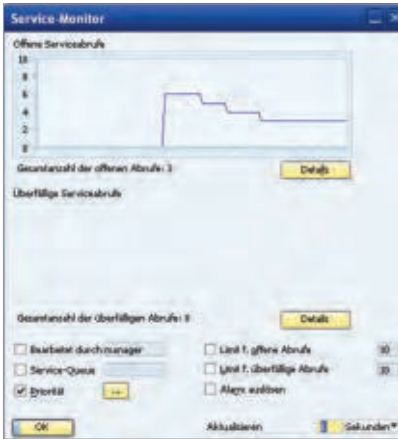 Service-Monitor
Offene Serviceabrufe
10
8
6
4
2
0
Gesamtanzahl der offenen Abrufe: 3
Details
Überfällige Serviceabrufe
Gesamtanzahl der überfälligen Abrufe: 0
Details
Bearbeitet durch manager
Limit f. offene Abrufe
10
Service-Queue
Limit f. überfällige Abrufe
10
Priorität
Alarm auslösen
OK
Aktualisieren
Sekunden